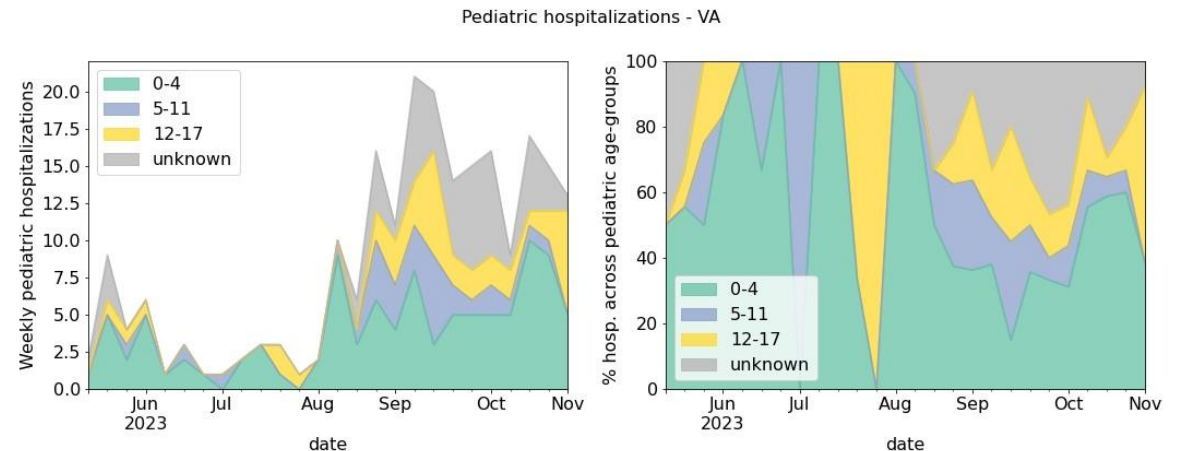 Pediatric hospitalizations - VA
Weekly pediatric hospitalizations
20.0
17.5
15.0
12.5
10.0
7.5
5.0
2.5
0.0
0-4
5-11
12-17
unknown
Jun
2023
Jul
Aug
Sep
Oct
Nov
date
% hosp. across pediatric age-groups
100
80
60
40
20
0
0-4
5-11
12-17
unknown
Jun
2023
Jul
Aug
Sep
Oct
Nov
date